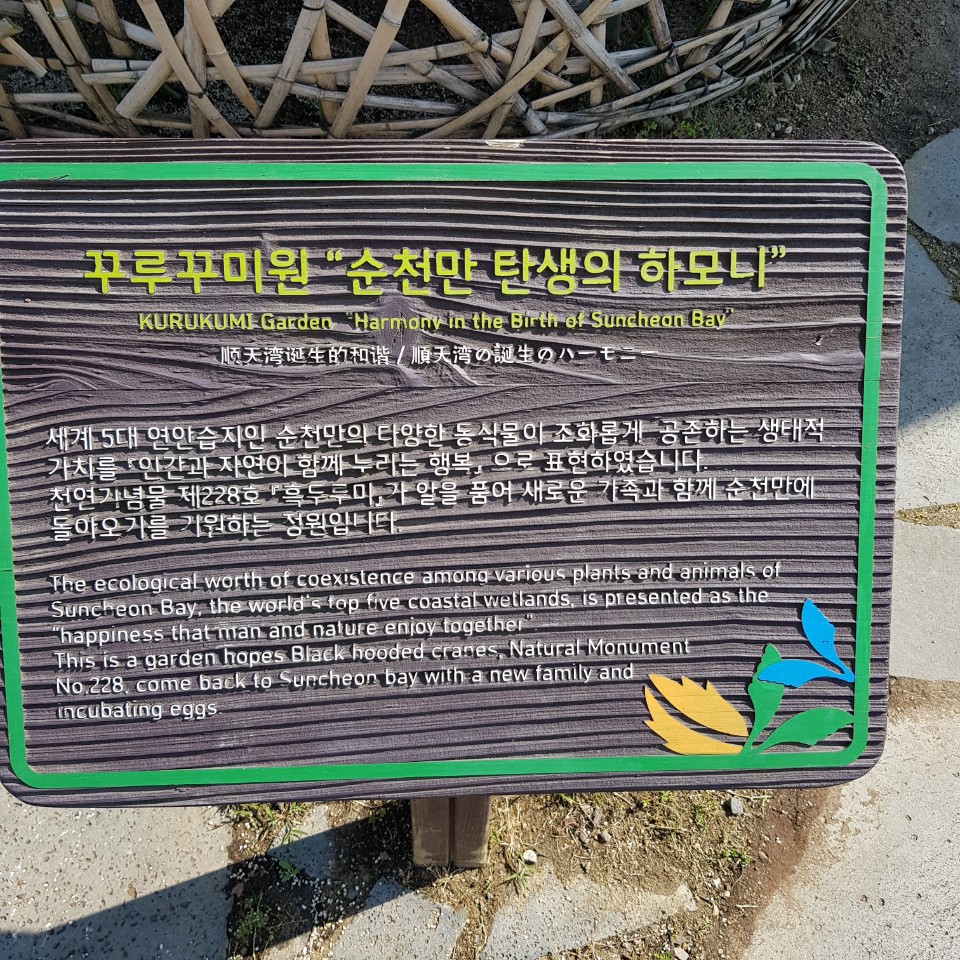 꾸루꾸미원 “순천만 탄생의 하모니”
KURUKUMI Garden "Harmony in the Birth of Suncheon Bay"
顺天湾诞生的和谐 / 順天湾の誕生のハーモニー
세계 5대 연안습지인 순천만의 다양한 동식물이 조화롭게 공존하는 생태적
가치를 『인간과 자연이 함께 누리는 행복』 으로 표현하였습니다.
천연기념물 제228호 『흑두루미』가 알을 품어 새로운 가족과 함께 순천만에
돌아오기를 기원하는 정원입니다.
The ecological worth of coexistence among various plants and animals of
Suncheon Bay, the world's top five coastal wetlands, is presented as the
"happiness that man and nature enjoy together"
This is a garden hopes Black hooded cranes, Natural Monument
No.228, come back to Suncheon bay with a new family and
incubating eggs.